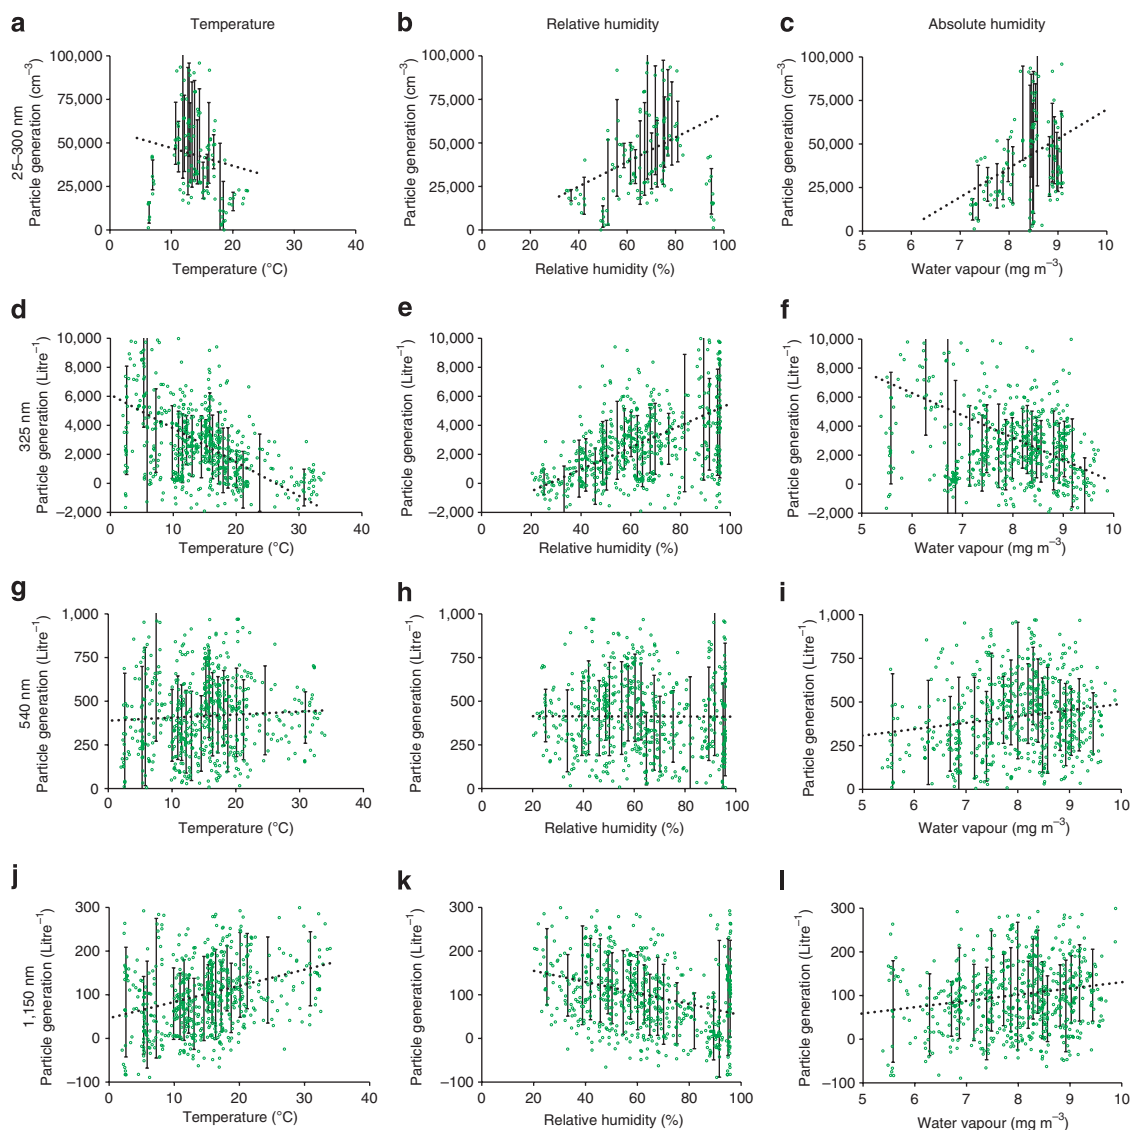 a Temperature
b Relative humidity
c Absolute humidity
25–300 nm
Particle generation (cm⁻³)
100,000
75,000
50,000
25,000
0
0 10 20 30 40
Temperature (°C)
Particle generation (cm⁻³)
100,000
75,000
50,000
25,000
0
0 20 40 60 80 100
Relative humidity (%)
Particle generation (cm⁻³)
100,000
75,000
50,000
25,000
0
5 6 7 8 9 10
Water vapour (mg m⁻³)
d
325 nm
Particle generation (Litre⁻¹)
10,000
8,000
6,000
4,000
2,000
0
–2,000
0 10 20 30 40
Temperature (°C)
e
Particle generation (Litre⁻¹)
10,000
8,000
6,000
4,000
2,000
0
–2,000
0 20 40 60 80 100
Relative humidity (%)
f
Particle generation (Litre⁻¹)
10,000
8,000
6,000
4,000
2,000
0
–2,000
5 6 7 8 9 10
Water vapour (mg m⁻³)
g
540 nm
Particle generation (Litre⁻¹)
1,000
750
500
250
0
0 10 20 30 40
Temperature (°C)
h
Particle generation (Litre⁻¹)
1,000
750
500
250
0
0 20 40 60 80 100
Relative humidity (%)
i
Particle generation (Litre⁻¹)
1,000
750
500
250
0
5 6 7 8 9 10
Water vapour (mg m⁻³)
j
1,150 nm
Particle generation (Litre⁻¹)
300
200
100
0
–100
0 10 20 30 40
Temperature (°C)
k
Particle generation (Litre⁻¹)
300
200
100
0
–100
0 20 40 60 80 100
Relative humidity (%)
l
Particle generation (Litre⁻¹)
300
200
100
0
–100
5 6 7 8 9 10
Water vapour (mg m⁻³)